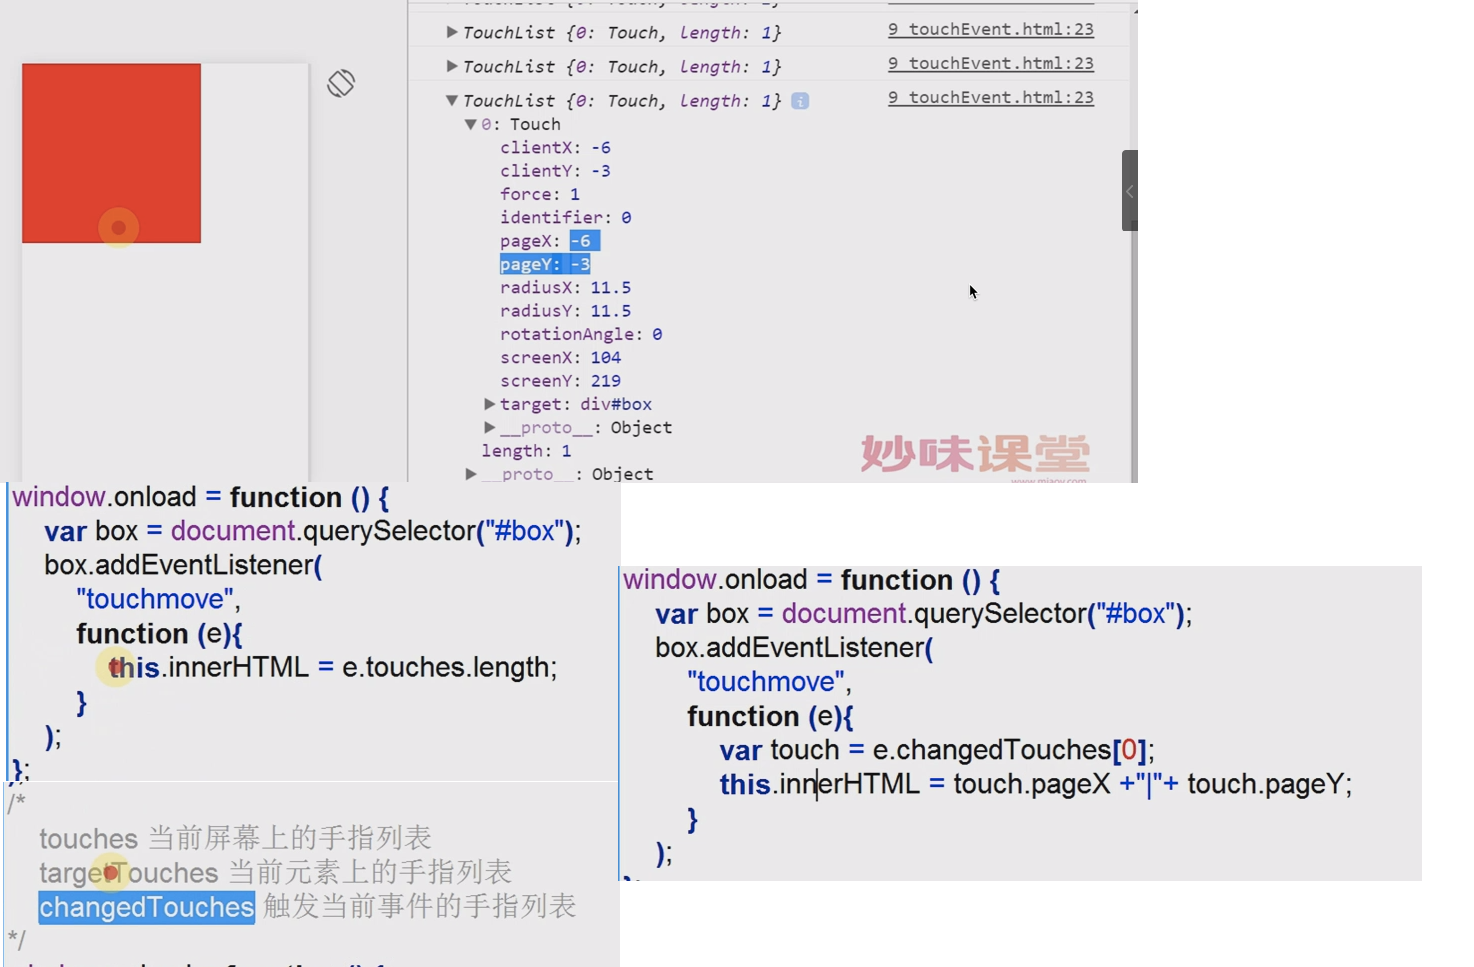 TouchList {0: Touch, length: 1} 9 touchEvent.html:23
TouchList {0: Touch, length: 1} 9 touchEvent.html:23
TouchList {0: Touch, length: 1} 9 touchEvent.html:23
0: Touch
clientX: -6
clientY: -3
force: 1
identifier: 0
pageX: -6
pageY: -3
radiusX: 11.5
radiusY: 11.5
rotationAngle: 0
screenX: 104
screenY: 219
target: div#box
__proto__: Object
length: 1
__proto__: Object
妙味课堂
window.onload = function () {
var box = document.querySelector("#box");
box.addEventListener(
"touchmove",
function (e){
this.innerHTML = e.touches.length;
}
);
};
/*
touches 当前屏幕上的手指列表
targetTouches 当前元素上的手指列表
changedTouches 触发当前事件的手指列表
*/
window.onload = function () {
var box = document.querySelector("#box");
box.addEventListener(
"touchmove",
function (e){
var touch = e.changedTouches[0];
this.innerHTML = touch.pageX +"|"+ touch.pageY;
}
);